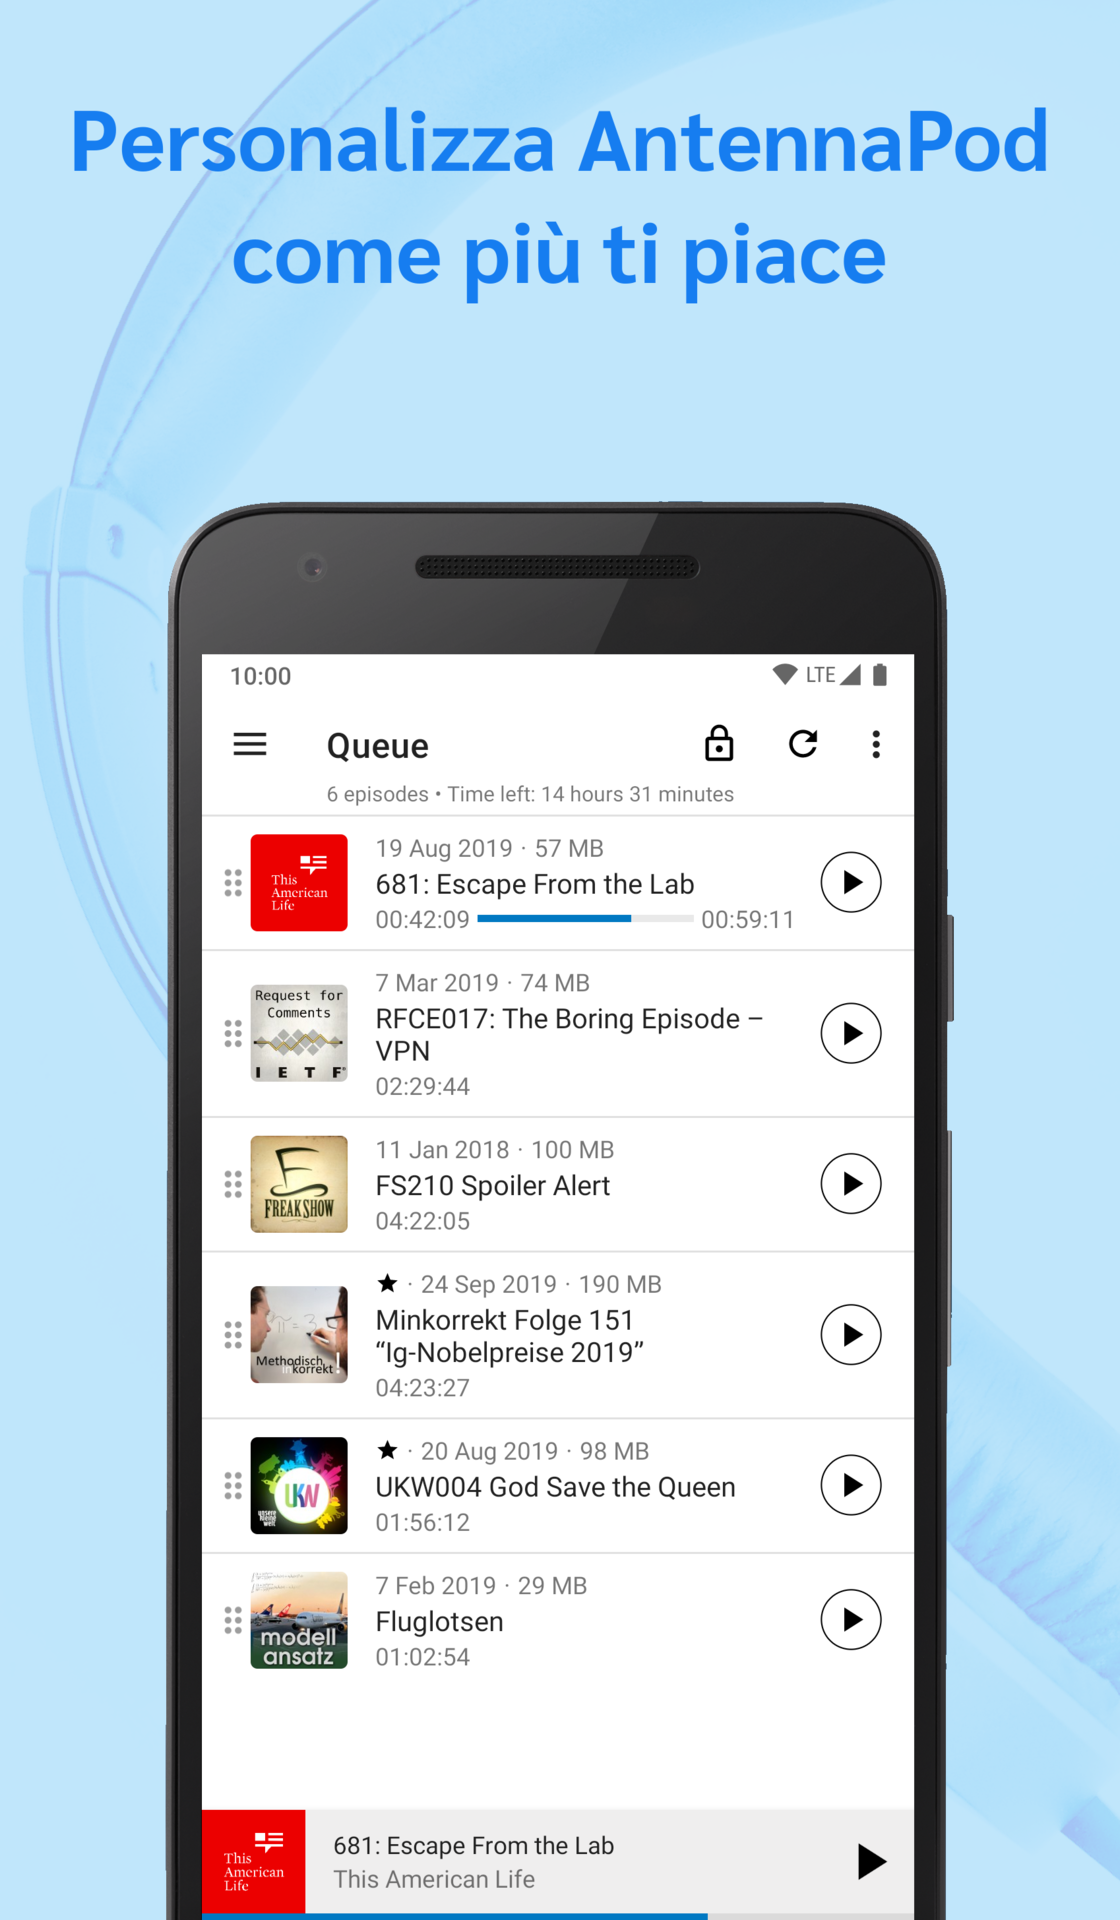 Personalizza AntennaPod
come più ti piace
10:00
LTE
Queue
6 episodes • Time left: 14 hours 31 minutes
This
American
Life
19 Aug 2019 · 57 MB
681: Escape From the Lab
00:42:09
00:59:11
Request for
Comments
I E T F
7 Mar 2019 · 74 MB
RFCE017: The Boring Episode –
VPN
02:29:44
FREAK SHOW
11 Jan 2018 · 100 MB
FS210 Spoiler Alert
04:22:05
Methodisch
inkorrekt!
★ · 24 Sep 2019 · 190 MB
Minkorrekt Folge 151
“Ig-Nobelpreise 2019”
04:23:27
UKW
unsere
kleine
welt
★ · 20 Aug 2019 · 98 MB
UKW004 God Save the Queen
01:56:12
modell
ansatz
7 Feb 2019 · 29 MB
Fluglotsen
01:02:54
This
American
Life
681: Escape From the Lab
This American Life